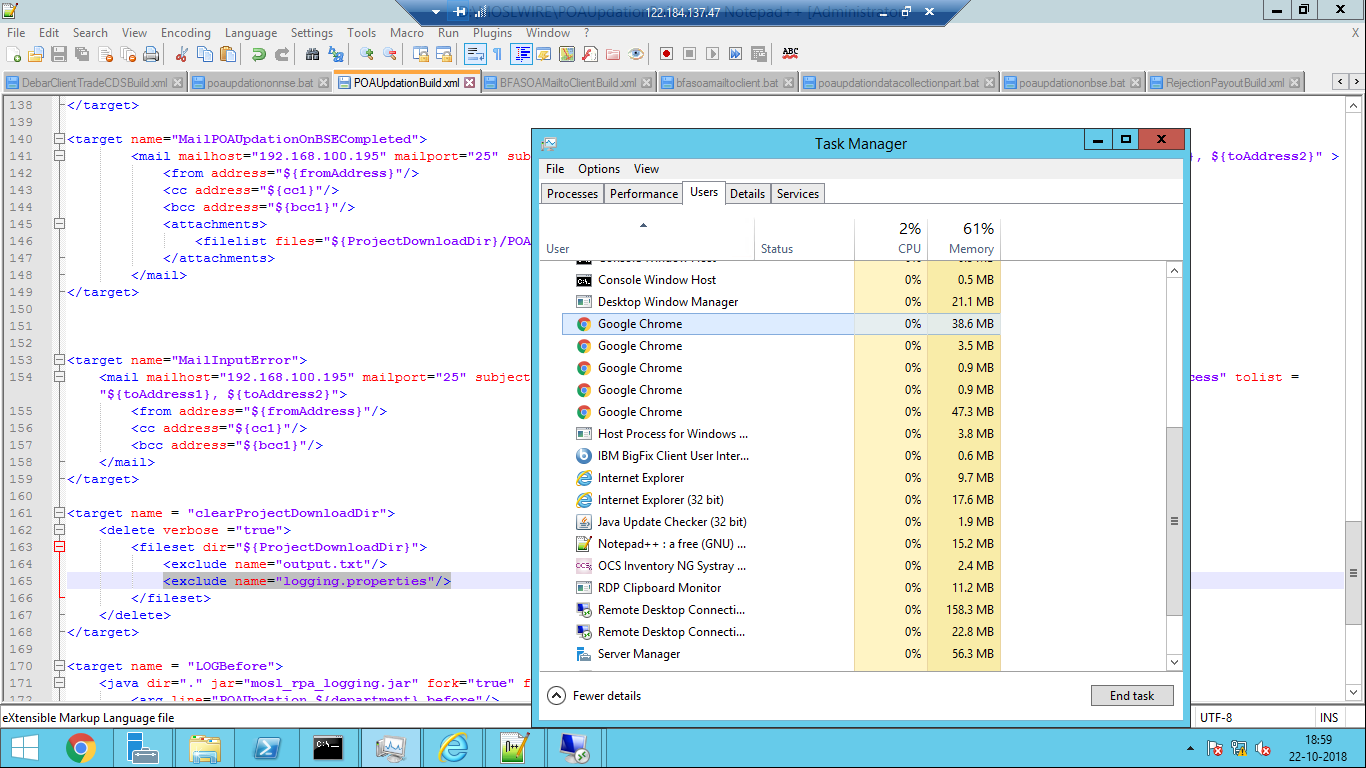 MOSLWIRE\POAUpdation 122.184.137.47 Notepad++ [Administrato
File Edit Search View Encoding Language Settings Tools Macro Run Plugins Window ? X
DebarClientTradeCDSBuild.xml poaupdationonnse.bat POAUpdationBuild.xml BFASOAMailtoClientBuild.xml bfasoamailtoclient.bat poaupdationdatacollectionpart.bat poaupdationonbse.bat RejectionPayoutBuild.xml
138 </target>
139
140 <target name="MailPOAUpdationOnBSECompleted">
141 <mail mailhost="192.168.100.195" mailport="25" sub }, ${toAddress2}" >
142 <from address="${fromAddress}"/>
143 <cc address="${cc1}"/>
144 <bcc address="${bcc1}"/>
145 <attachments>
146 <filelist files="${ProjectDownloadDir}/POA
147 </attachments>
148 </mail>
149 </target>
150
151
152
153 <target name="MailInputError">
154 <mail mailhost="192.168.100.195" mailport="25" subject cess" tolist =
"${toAddress1}, ${toAddress2}">
155 <from address="${fromAddress}"/>
156 <cc address="${cc1}"/>
157 <bcc address="${bcc1}"/>
158 </mail>
159 </target>
160
161 <target name = "clearProjectDownloadDir">
162 <delete verbose ="true">
163 <fileset dir="${ProjectDownloadDir}">
164 <exclude name="output.txt"/>
165 <exclude name="logging.properties"/>
166 </fileset>
167 </delete>
168 </target>
169
170 <target name = "LOGBefore">
171 <java dir="." jar="mosl_rpa_logging.jar" fork="true" f
172 <arg line="POAUpdation ${department} before"/>
Task Manager
File Options View
Processes Performance Users Details Services
2% 61%
User Status CPU Memory
Console Window Host
Console Window Host 0% 0.5 MB
Desktop Window Manager 0% 21.1 MB
Google Chrome 0% 38.6 MB
Google Chrome 0% 3.5 MB
Google Chrome 0% 0.9 MB
Google Chrome 0% 0.9 MB
Google Chrome 0% 47.3 MB
Host Process for Windows ... 0% 3.8 MB
IBM BigFix Client User Inter... 0% 0.6 MB
Internet Explorer 0% 9.7 MB
Internet Explorer (32 bit) 0% 17.6 MB
Java Update Checker (32 bit) 0% 1.9 MB
Notepad++ : a free (GNU) ... 0% 15.2 MB
OCS Inventory NG Systray ... 0% 2.4 MB
RDP Clipboard Monitor 0% 11.2 MB
Remote Desktop Connecti... 0% 158.3 MB
Remote Desktop Connecti... 0% 22.8 MB
Server Manager 0% 56.3 MB
Fewer details End task
eXtensible Markup Language file UTF-8 INS
18:59
22-10-2018